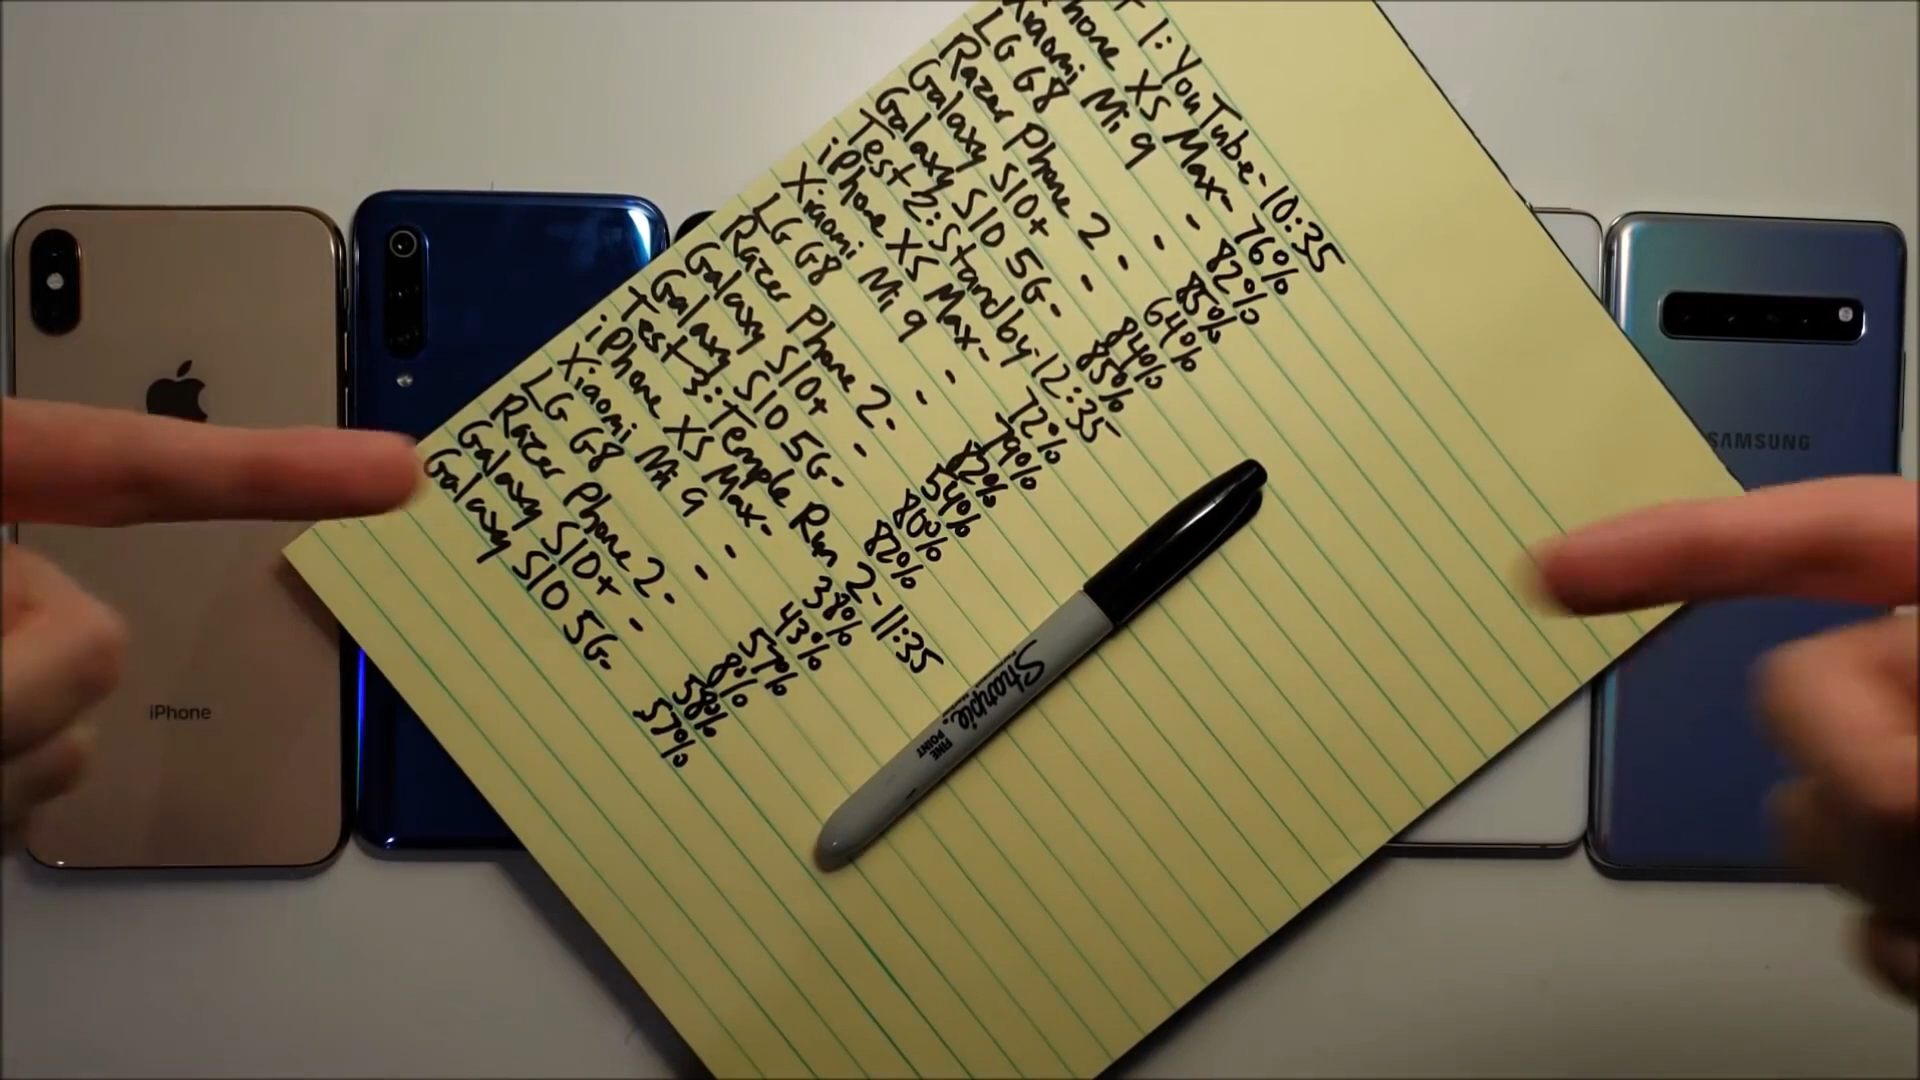 1: YouTube-10:35
hone XS Max- 76%
Xiaomi Mi 9 - 82%
LG G8 - 85%
Razer Phone 2 - 64%
Galaxy S10+ - 84%
Galaxy S10 5G- 85%
Test 2: Standby-12:35
iPhone XS Max- 72%
Xiaomi Mi 9 - 79%
LG G8 - 82%
Razer Phone 2- 54%
Galaxy S10+ - 80%
Galaxy S10 5G- 82%
Test 3: Temple Run 2-11:35
iPhone XS Max- 38%
Xiaomi Mi 9 - 43%
LG G8 -
Razer Phone 2- 8%
Galaxy S10+ - 58%
Galaxy S10 5G- 57%
Sharpie.
FINE
POINT
iPhone
SAMSUNG